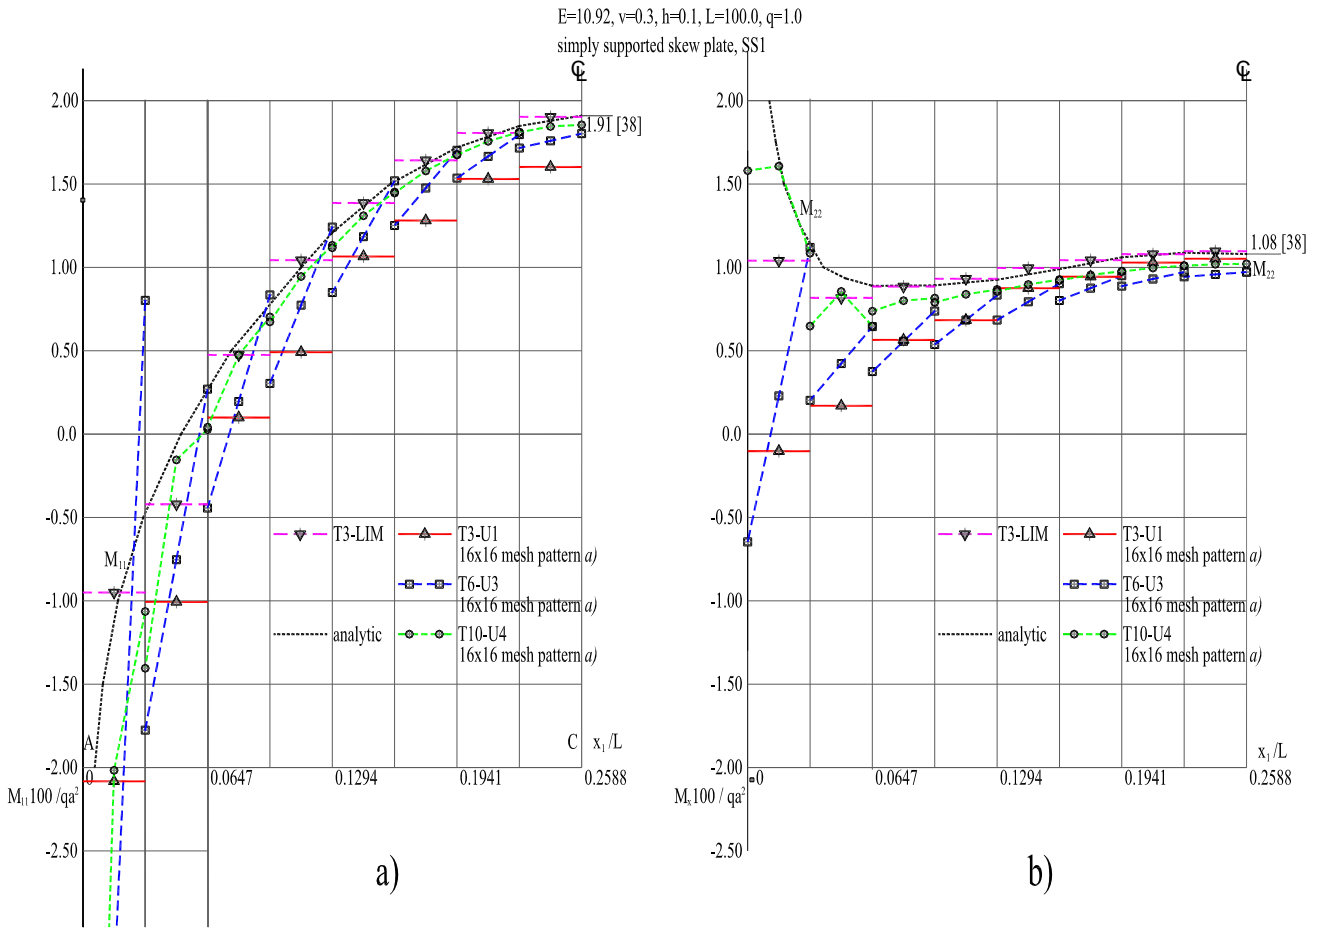 E=10.92, v=0.3, h=0.1, L=100.0, q=1.0
simply supported skew plate, SS1
℄
2.00
1.91 [38]
1.50
1.00
0.50
0.0
-0.50
T3-LIM
T3-U1
16x16 mesh pattern a)
M₁₁
T6-U3
-1.00
16x16 mesh pattern a)
analytic
T10-U4
16x16 mesh pattern a)
-1.50
A
C
x₁/L
-2.00
0
0.0647
0.1294
0.1941
0.2588
M₁₁100 /qa²
-2.50
a)
℄
2.00
1.50
M₂₂
1.08 [38]
1.00
M₂₂
0.50
0.0
-0.50
T3-LIM
T3-U1
16x16 mesh pattern a)
T6-U3
-1.00
16x16 mesh pattern a)
analytic
T10-U4
16x16 mesh pattern a)
-1.50
x₁/L
-2.00
0
0.0647
0.1294
0.1941
0.2588
Mₓ100 / qa²
-2.50
b)